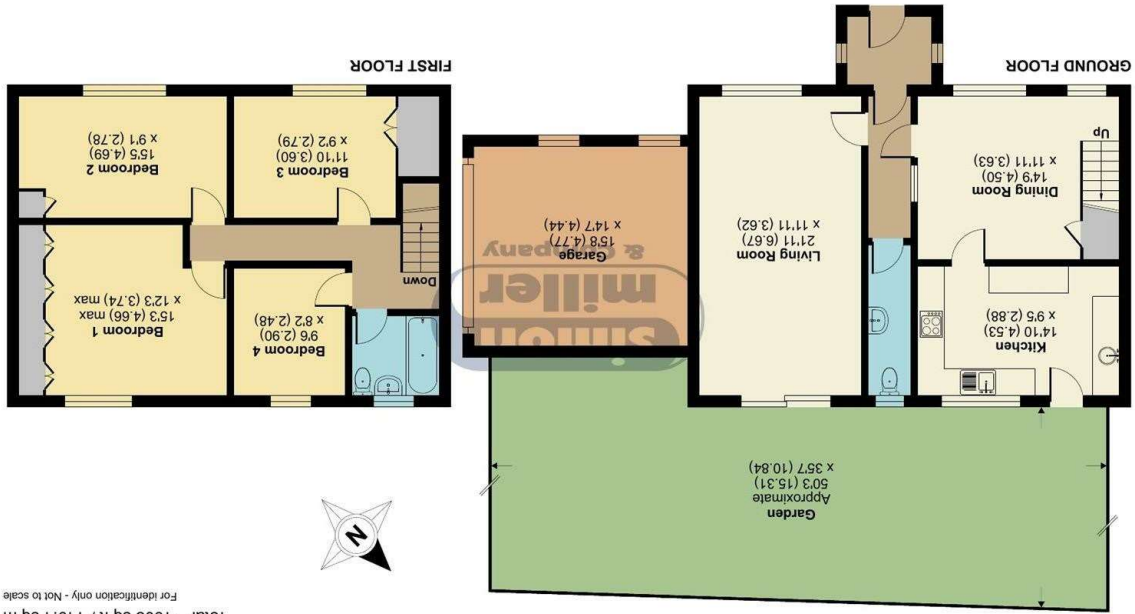 Total sq ft / sq m
For identification only - Not to scale
N
Garden
Approximate
50'3 (15.31)
x 35'7 (10.84)
Kitchen
14'10 (4.53)
x 9'5 (2.88)
Dining Room
14'9 (4.50)
x 11'11 (3.63)
Up
Living Room
21'11 (6.67)
x 11'11 (3.62)
Garage
15'8 (4.77)
x 14'7 (4.44)
simon
miller
& Company
GROUND FLOOR
Bedroom 4
9'6 (2.90)
x 8'2 (2.48)
Bedroom 1
15'3 (4.66) max
x 12'3 (3.74) max
Down
Bedroom 3
11'10 (3.60)
x 9'2 (2.79)
Bedroom 2
15'5 (4.69)
x 9'1 (2.78)
FIRST FLOOR